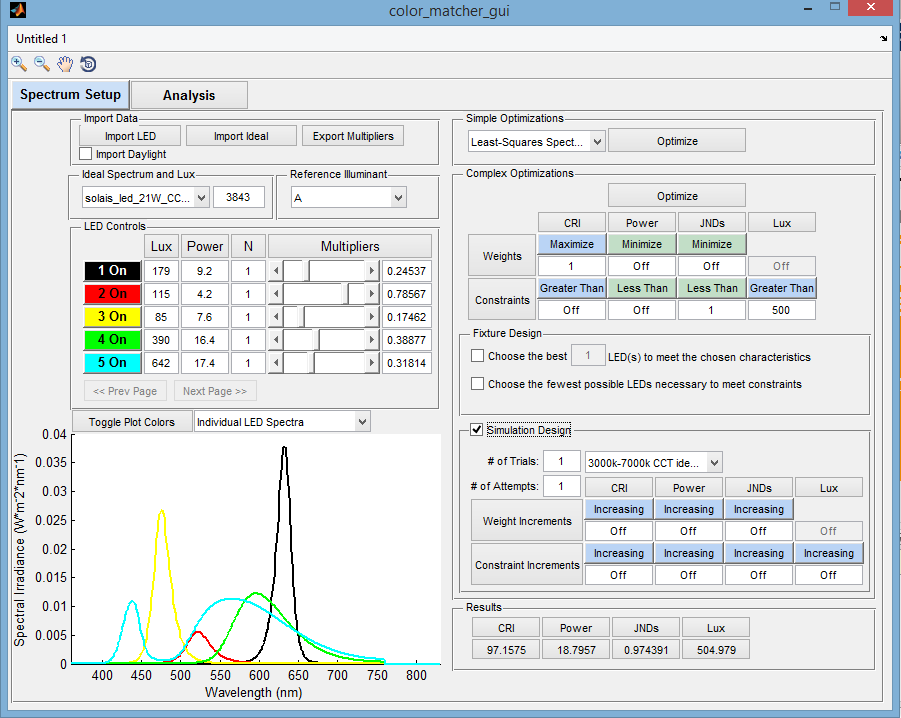 color_matcher_gui
Untitled 1
Spectrum Setup Analysis
Import Data
Import LED Import Ideal Export Multipliers
Import Daylight
Ideal Spectrum and Lux
solais_led_21W_CC... 3843
Reference Illuminant
A
LED Controls
Lux Power N Multipliers
1 On 179 9.2 1 0.24537
2 On 115 4.2 1 0.78567
3 On 85 7.6 1 0.17462
4 On 390 16.4 1 0.38877
5 On 642 17.4 1 0.31814
<< Prev Page Next Page >>
Toggle Plot Colors Individual LED Spectra
Spectral Irradiance (W*m^-2*nm^-1)
0.04
0.035
0.03
0.025
0.02
0.015
0.01
0.005
0
400 450 500 550 600 650 700 750 800
Wavelength (nm)
Simple Optimizations
Least-Squares Spect... Optimize
Complex Optimizations
Optimize
CRI Power JNDs Lux
Weights
Maximize Minimize Minimize
1 Off Off Off
Constraints
Greater Than Less Than Less Than Greater Than
Off Off 1 500
Fixture Design
Choose the best 1 LED(s) to meet the chosen characteristics
Choose the fewest possible LEDs necessary to meet constraints
Simulation Design
# of Trials: 1 3000k-7000k CCT ide...
# of Attempts: 1
CRI Power JNDs Lux
Weight Increments
Increasing Increasing Increasing
Off Off Off Off
Constraint Increments
Increasing Increasing Increasing Increasing
Off Off Off Off
Results
CRI Power JNDs Lux
97.1575 18.7957 0.974391 504.979